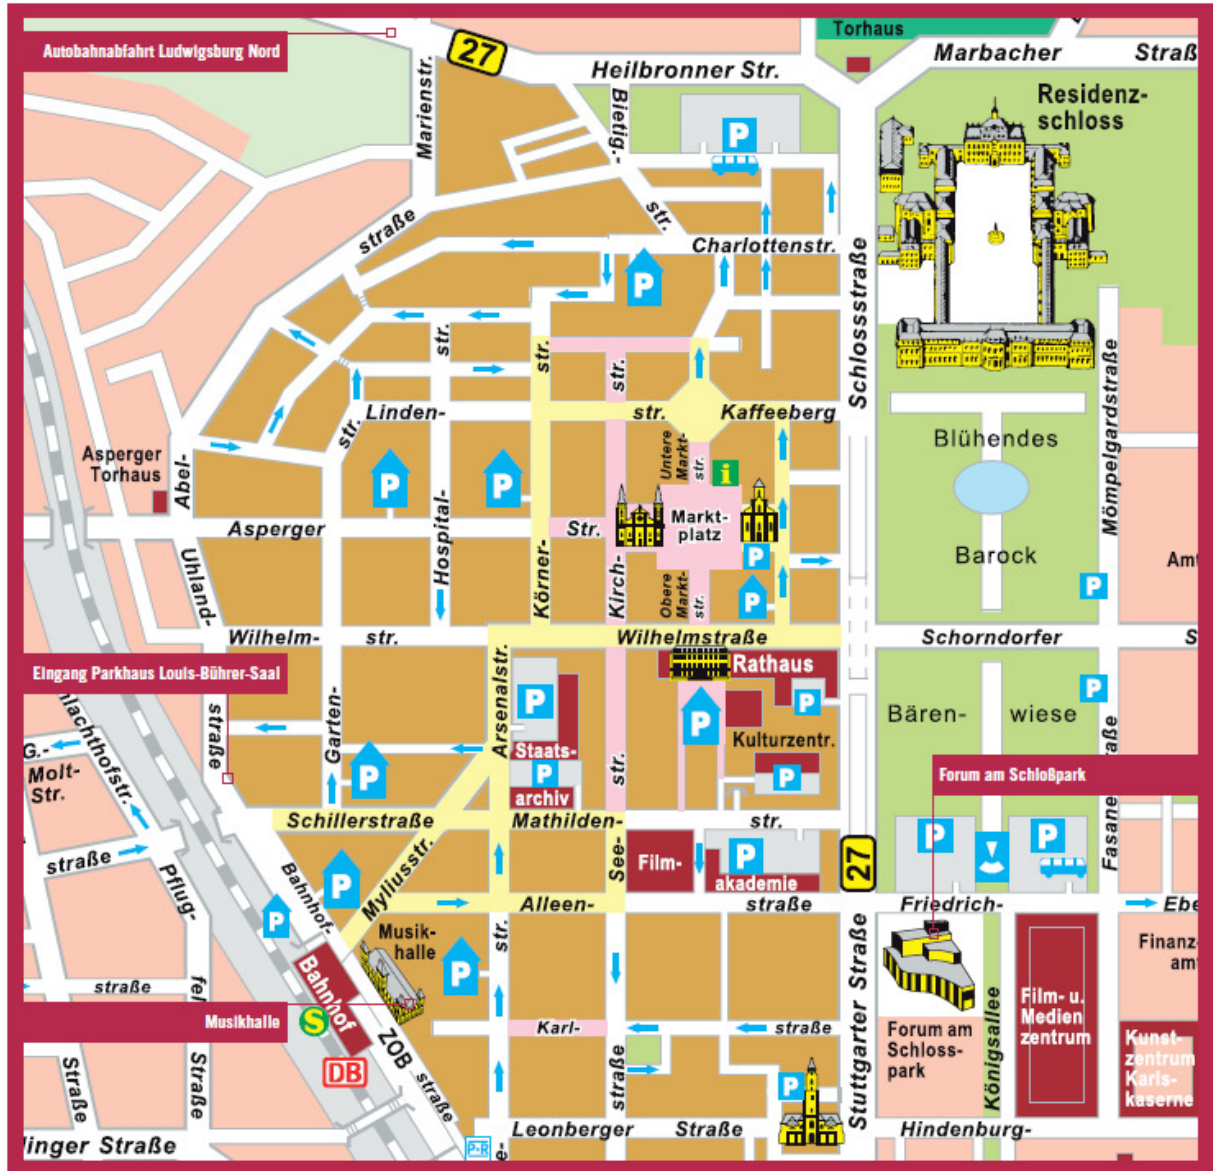 Autobahnabfahrt Ludwigsburg Nord
27
Torhaus
Marbacher Straß
Heilbronner Str.
Marienstr.
Bietig.-
str.
P
Residenz-
schloss
straße
Charlottenstr.
Schlossstraße
P
str.
str.
str.
Linden-
str.
str.
Kaffeeberg
Mömpelgardstraße
Blühendes
Barock
Asperger
Torhaus
Abel-
P
P
Untere
Markt-
str.
i
Markt-
platz
Asperger
Str.
Hospital-
Körner-
Kirch-
Obere
Markt-
str.
P
P
P
Amt
Uhland-
Wilhelm-
str.
Wilhelmstraße
Schorndorfer
S
Eingang Parkhaus Louis-Bührer-Saal
Arsenalstr.
Rathaus
P
P
P
P
Bären-
wiese
straße
Garten-
Staats-
P
archiv
str.
Kulturzentr.
P
P
Forum am Schloßpark
G.-
Molt-
Str.
hlachthofstr.
Schillerstraße
Mathilden-
str.
27
P
P
Fasane
raße
straße
Pflug-
Bahnhof-
P
Myliusstr.
See-
Film-
P
akademie
Alleen-
straße
Friedrich-
Ebe
P
Musik-
halle
P
str.
Finanz-
amt
straße
fel
Bahnhof
Stuttgarter Straße
Musikhalle
S
DB
ZOB
straße
Karl-
straße
Forum am
Schloss-
park
Königsallee
Film- u.
Medien
zentrum
Kunst-
zentrum
Karls-
kaserne
Straße
Straße
straße
P
linger Straße
P+R
e-
Leonberger
Straße
Hindenburg-